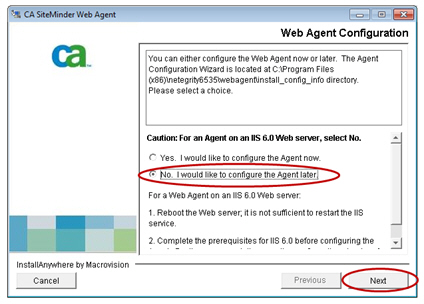 CA SiteMinder Web Agent
Web Agent Configuration
ca
You can either configure the Web Agent now or later. The Agent
Configuration Wizard is located at C:\Program Files
(x86)\netegrity6535\webagent\install_config_info directory.
Please select a choice.
Caution: For an Agent on an IIS 6.0 Web server, select No.
Yes. I would like to configure the Agent now.
No. I would like to configure the Agent later.
For a Web Agent on an IIS 6.0 Web server:
1. Reboot the Web server; it is not sufficient to restart the IIS
service.
2. Complete the prerequisites for IIS 6.0 before configuring the
InstallAnywhere by Macrovision
Cancel
Previous
Next